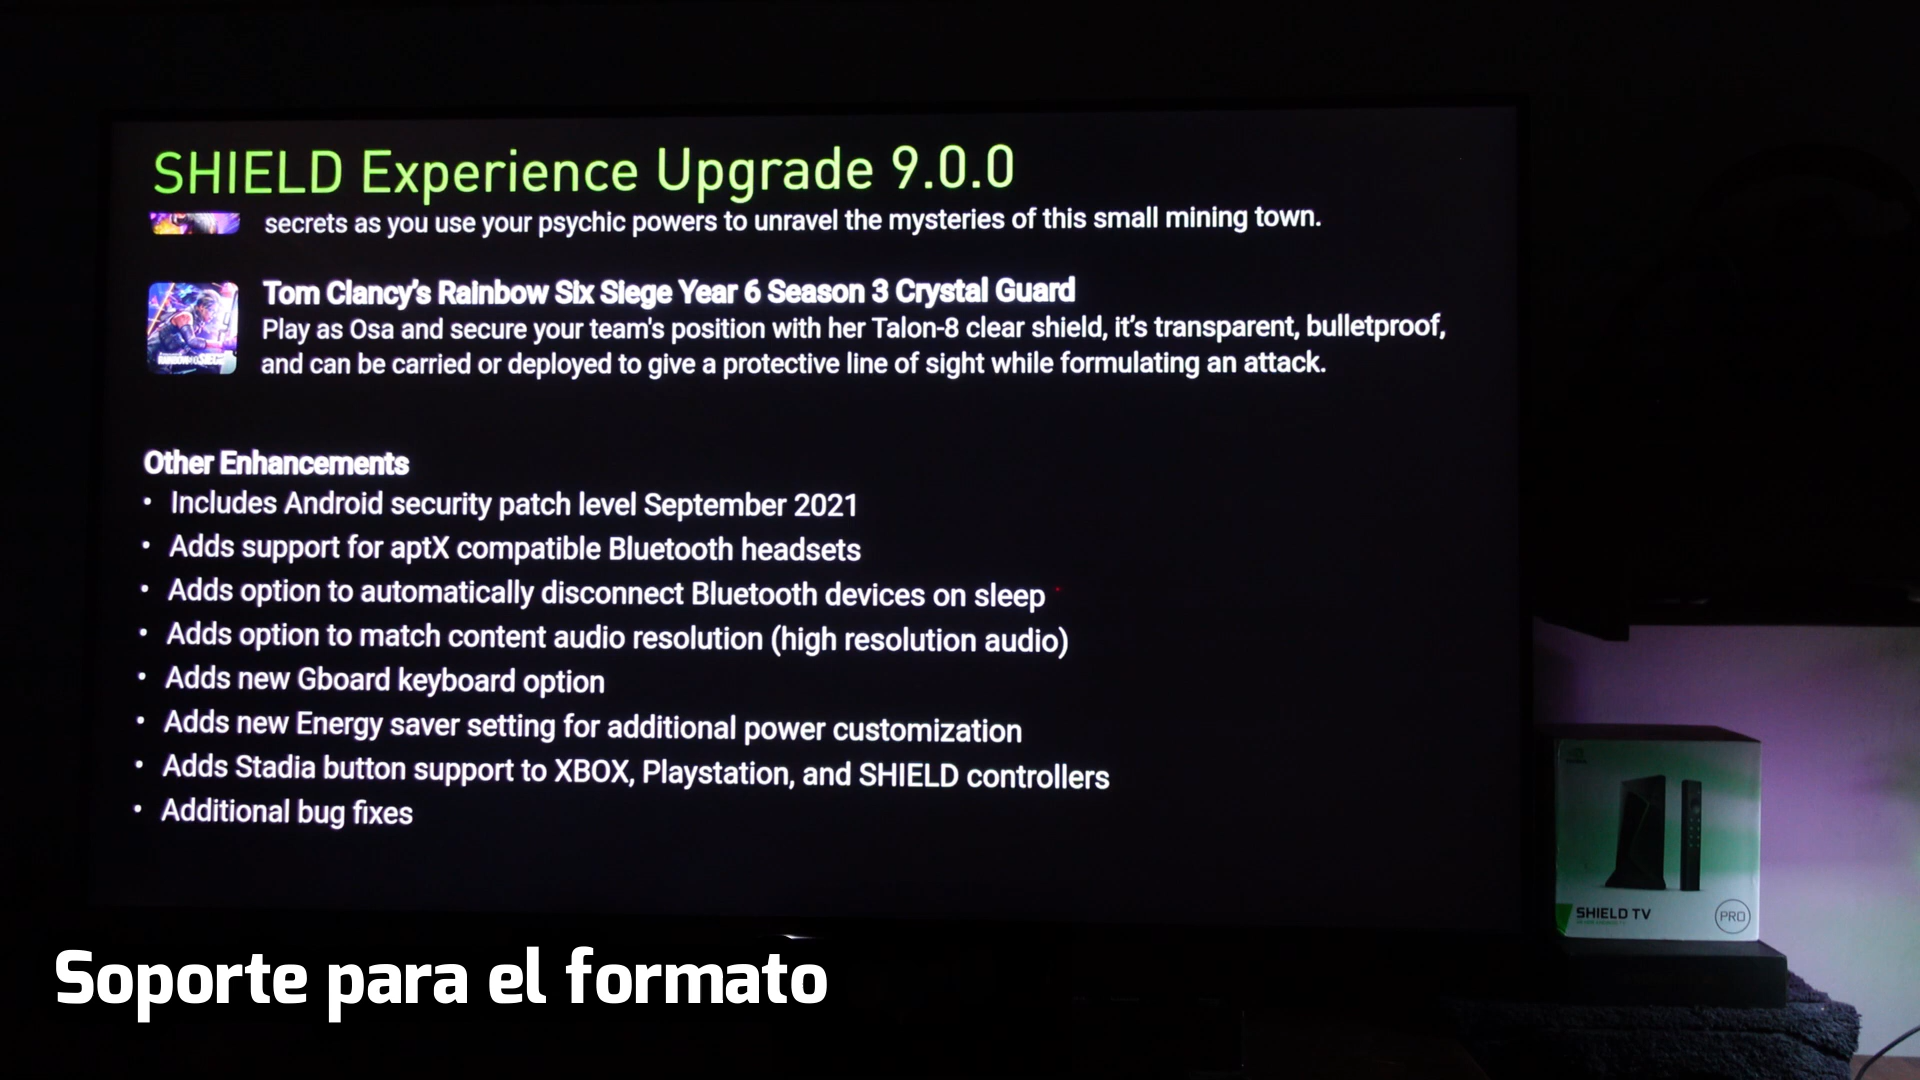 SHIELD Experience Upgrade 9.0.0
secrets as you use your psychic powers to unravel the mysteries of this small mining town.
Tom Clancy's Rainbow Six Siege Year 6 Season 3 Crystal Guard
Play as Osa and secure your team's position with her Talon-8 clear shield, it's transparent, bulletproof,
and can be carried or deployed to give a protective line of sight while formulating an attack.
Other Enhancements
• Includes Android security patch level September 2021
• Adds support for aptX compatible Bluetooth headsets
• Adds option to automatically disconnect Bluetooth devices on sleep
• Adds option to match content audio resolution (high resolution audio)
• Adds new Gboard keyboard option
• Adds new Energy saver setting for additional power customization
• Adds Stadia button support to XBOX, Playstation, and SHIELD controllers
• Additional bug fixes
SHIELD TV
PRO
Soporte para el formato